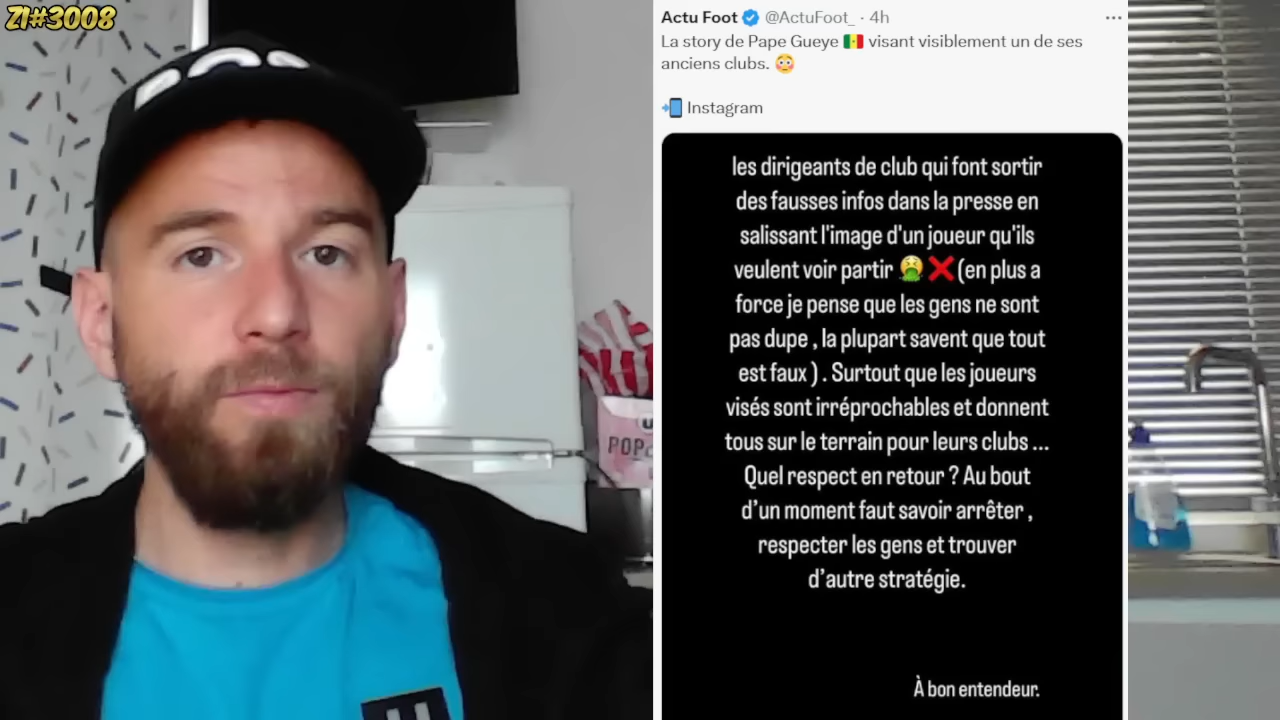 ZI#3008
Actu Foot @ActuFoot_ · 4h
La story de Pape Gueye 🇸🇳 visant visiblement un de ses
anciens clubs. 😳
📲 Instagram
les dirigeants de club qui font sortir
des fausses infos dans la presse en
salissant l'image d'un joueur qu'ils
veulent voir partir 🤮❌(en plus a
force je pense que les gens ne sont
pas dupe , la plupart savent que tout
est faux ) . Surtout que les joueurs
visés sont irréprochables et donnent
tous sur le terrain pour leurs clubs ...
Quel respect en retour ? Au bout
d’un moment faut savoir arrêter ,
respecter les gens et trouver
d’autre stratégie.
À bon entendeur.
POP